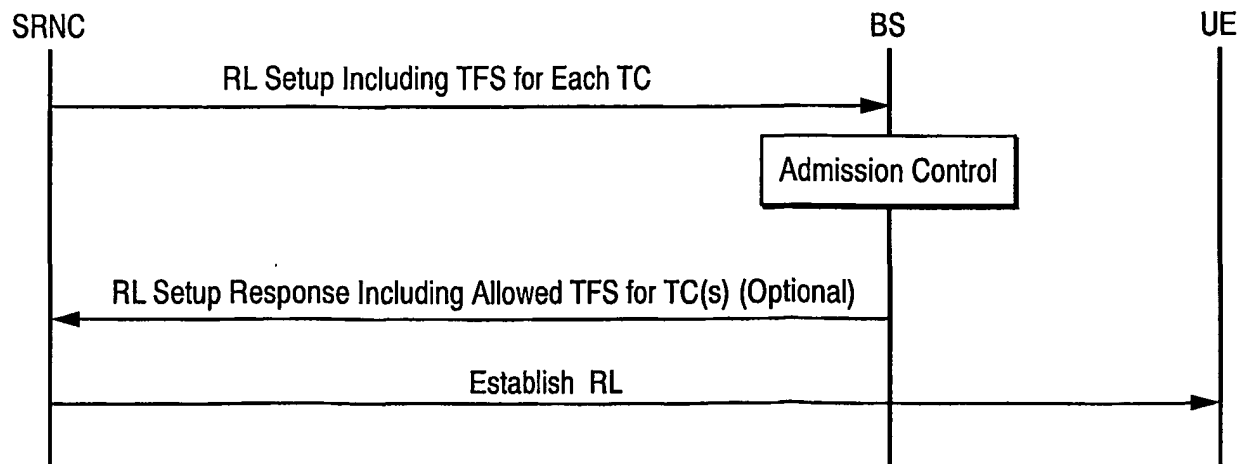 SRNC
BS
UE
RL Setup Including TFS for Each TC
Admission Control
RL Setup Response Including Allowed TFS for TC(s) (Optional)
Establish RL